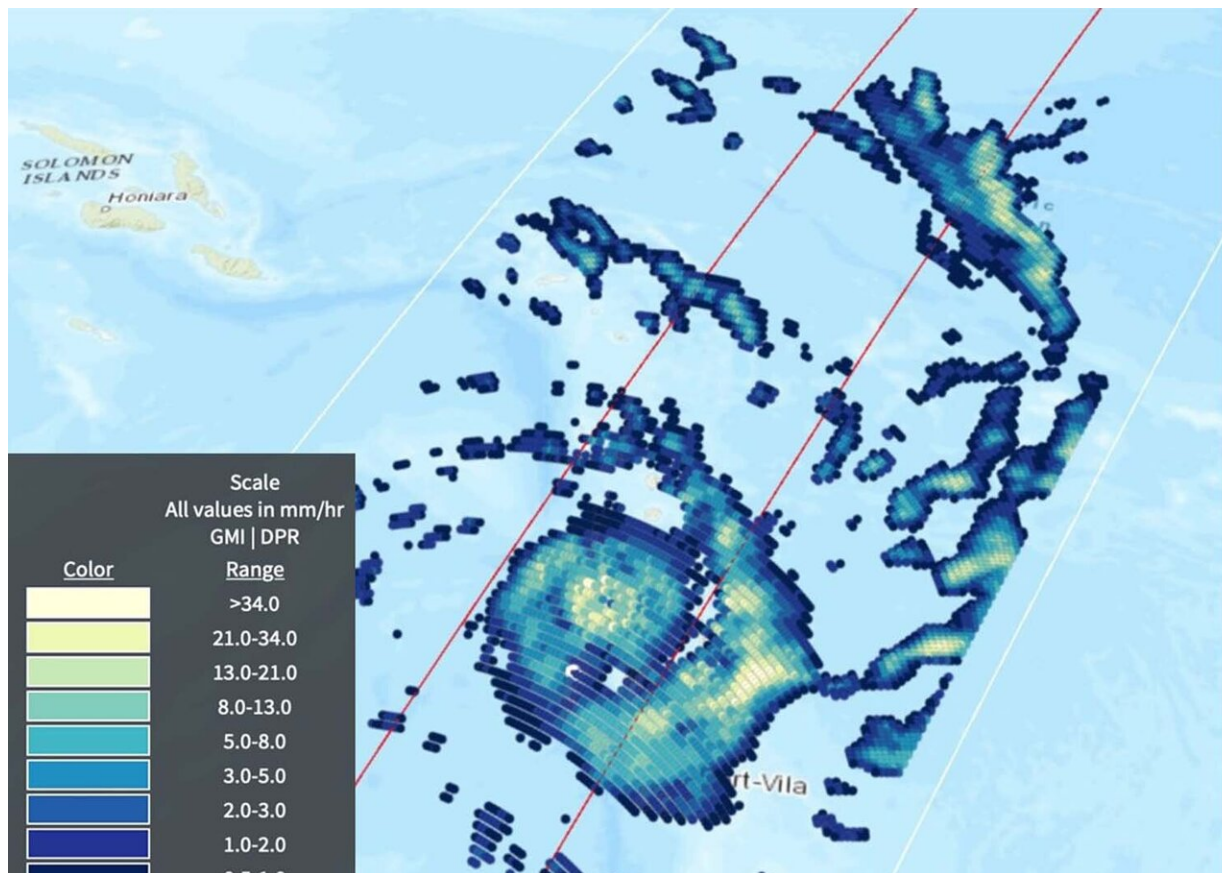 SOLOMON
ISLANDS
Honiara
rt-Vila
Scale
All values in mm/hr
GMI | DPR
Color Range
>34.0
21.0-34.0
13.0-21.0
8.0-13.0
5.0-8.0
3.0-5.0
2.0-3.0
1.0-2.0